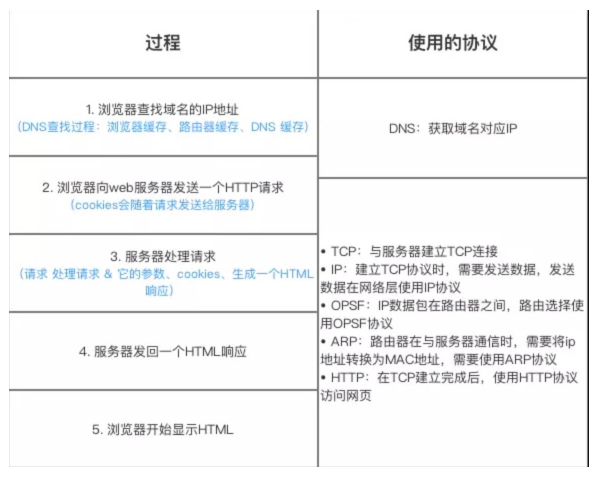 过程
使用的协议
1. 浏览器查找域名的IP地址
（DNS查找过程：浏览器缓存、路由器缓存、DNS 缓存）
DNS：获取域名对应IP
2. 浏览器向web服务器发送一个HTTP请求
（cookies会随着请求发送给服务器）
3. 服务器处理请求
（请求 处理请求 & 它的参数、cookies、生成一个HTML
响应）
4. 服务器发回一个HTML响应
5. 浏览器开始显示HTML
• TCP：与服务器建立TCP连接
• IP：建立TCP协议时，需要发送数据，发送
数据在网络层使用IP协议
• OPSF：IP数据包在路由器之间，路由选择使
用OPSF协议
• ARP：路由器在与服务器通信时，需要将ip
地址转换为MAC地址，需要使用ARP协议
• HTTP：在TCP建立完成后，使用HTTP协议
访问网页